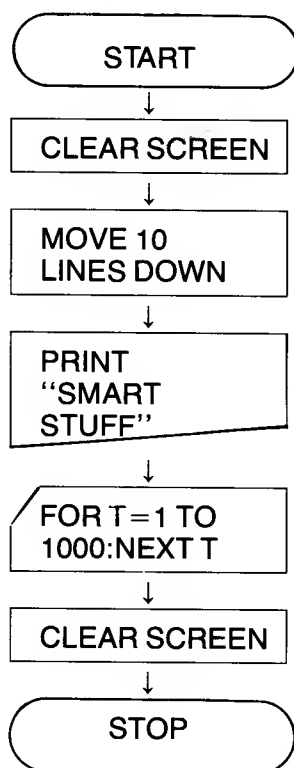 START
CLEAR SCREEN
MOVE 10
LINES DOWN
PRINT
“SMART
STUFF”
FOR T=1 TO
1000:NEXT T
CLEAR SCREEN
STOP